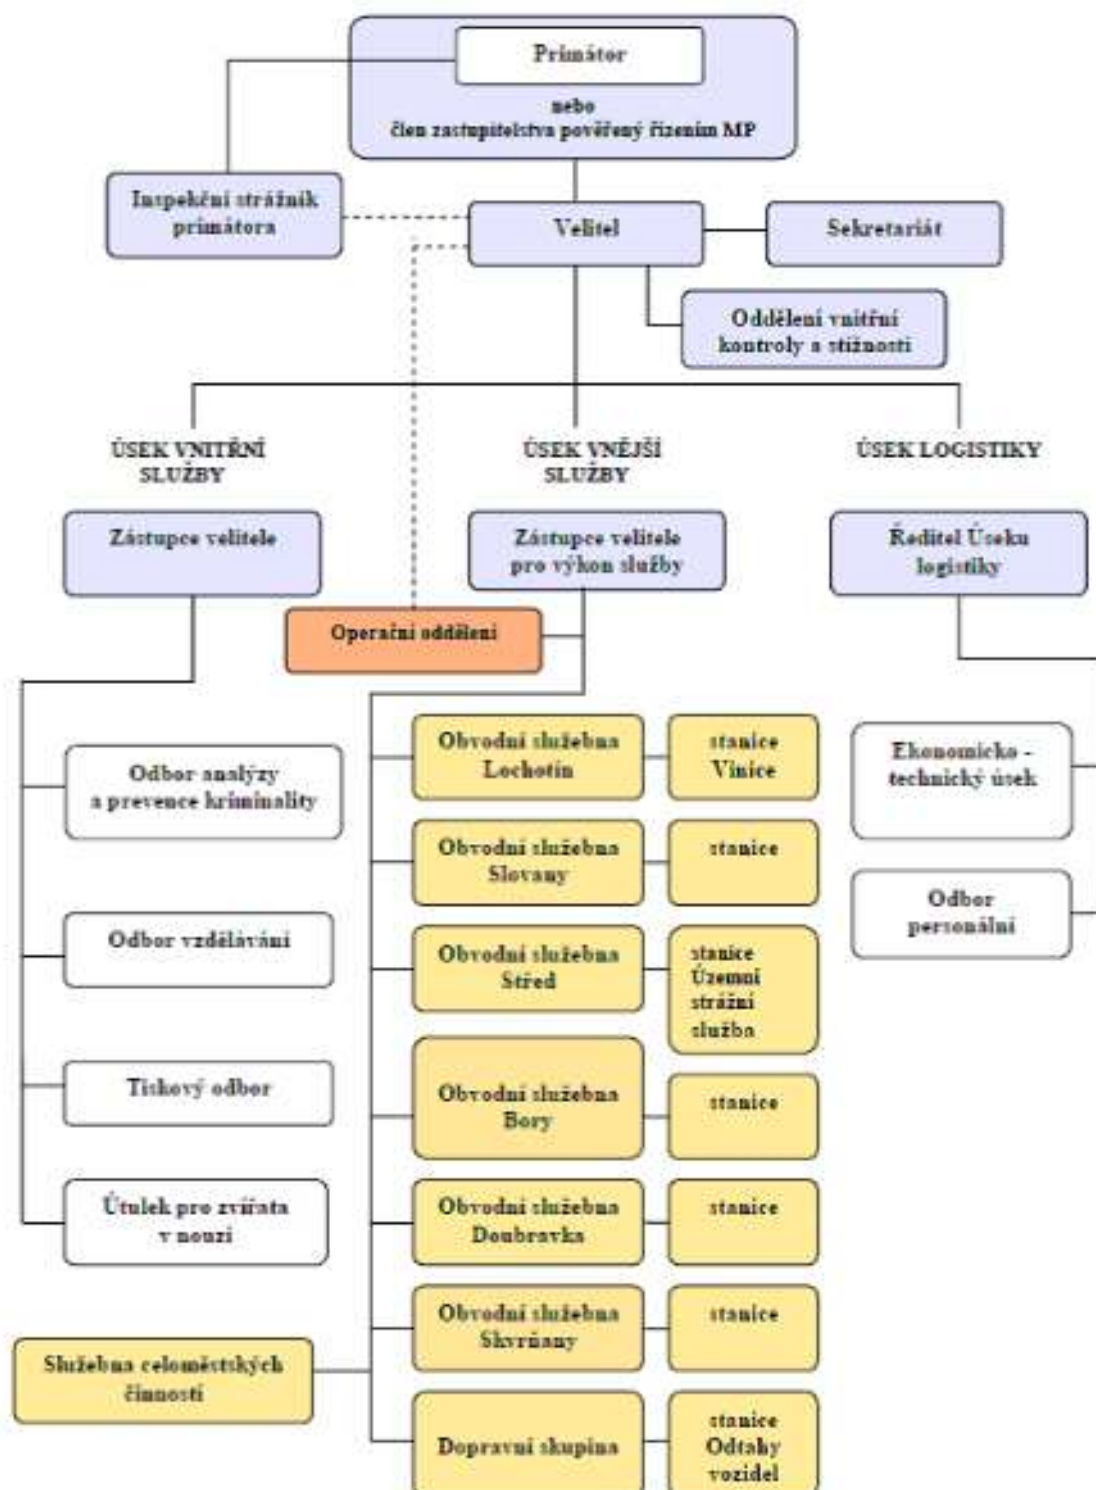 Primátor
nebo
člen zastupitelstva pověřený řízením MP
Inspekční strážník
primátora
Velitel
Sekretariát
Oddělení vnitřní
kontroly a stížností
ÚSEK VNITŘNÍ
SLUŽBY
ÚSEK VNĚJŠÍ
SLUŽBY
ÚSEK LOGISTIKY
Zástupce velitele
Zástupce velitele
pro výkon služby
Ředitel Úseku
logistiky
Operační oddělení
Odbor analýzy
a prevence kriminality
Odbor vzdělávání
Tiskový odbor
Útulek pro zvířata
v nouzi
Služebna celoměstských
činností
Obvodní služebna
Lochotín
stanice
Vinice
Obvodní služebna
Slovany
stanice
Obvodní služebna
Střed
stanice
Územní
strážní
služba
Obvodní služebna
Bory
stanice
Obvodní služebna
Doubravka
stanice
Obvodní služebna
Skvrňany
stanice
Dopravní skupina
stanice
Odtahy
vozidel
Ekonomicko -
technický úsek
Odbor
personální